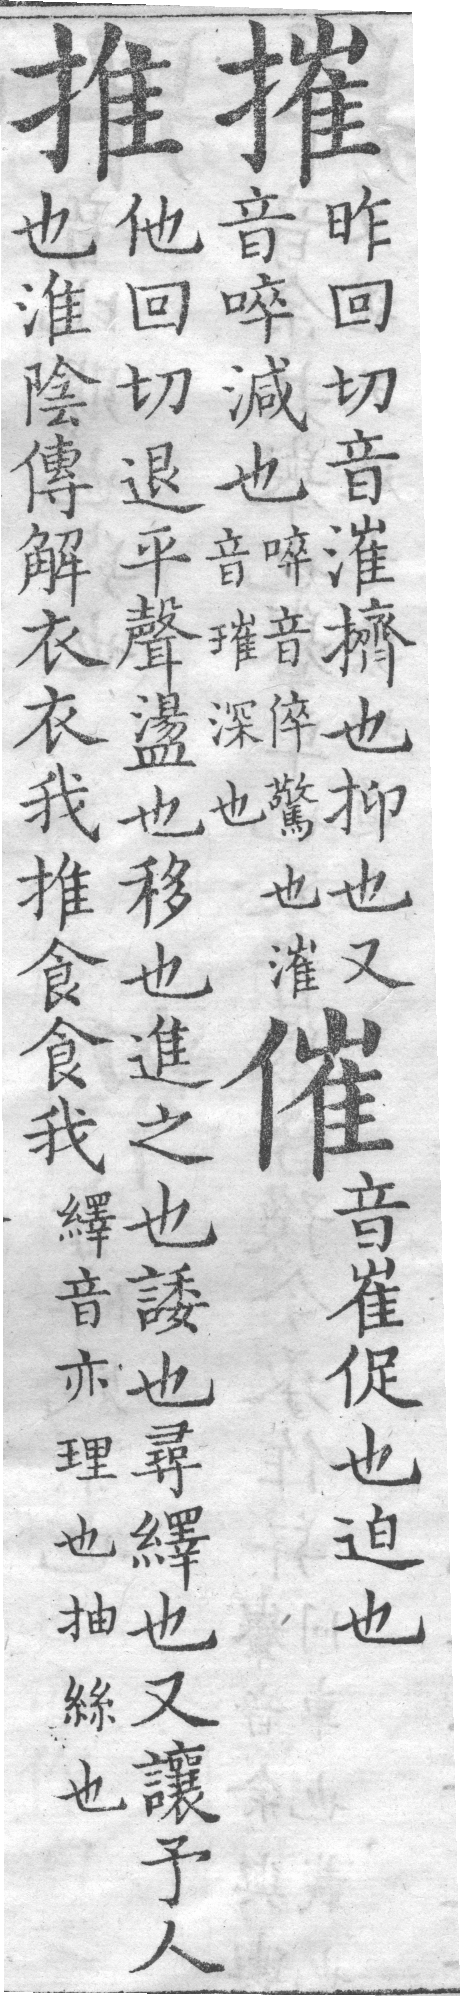 摧
昨回切音漼擠也抑也又
音啐減也
啐音倅驚也漼
音璀深也
催
音崔促也迫也
推
他回切退平聲盪也移也進之也諉也尋繹也又讓予人
也淮陰傳解衣衣我推食食我
繹音亦理也抽絲也